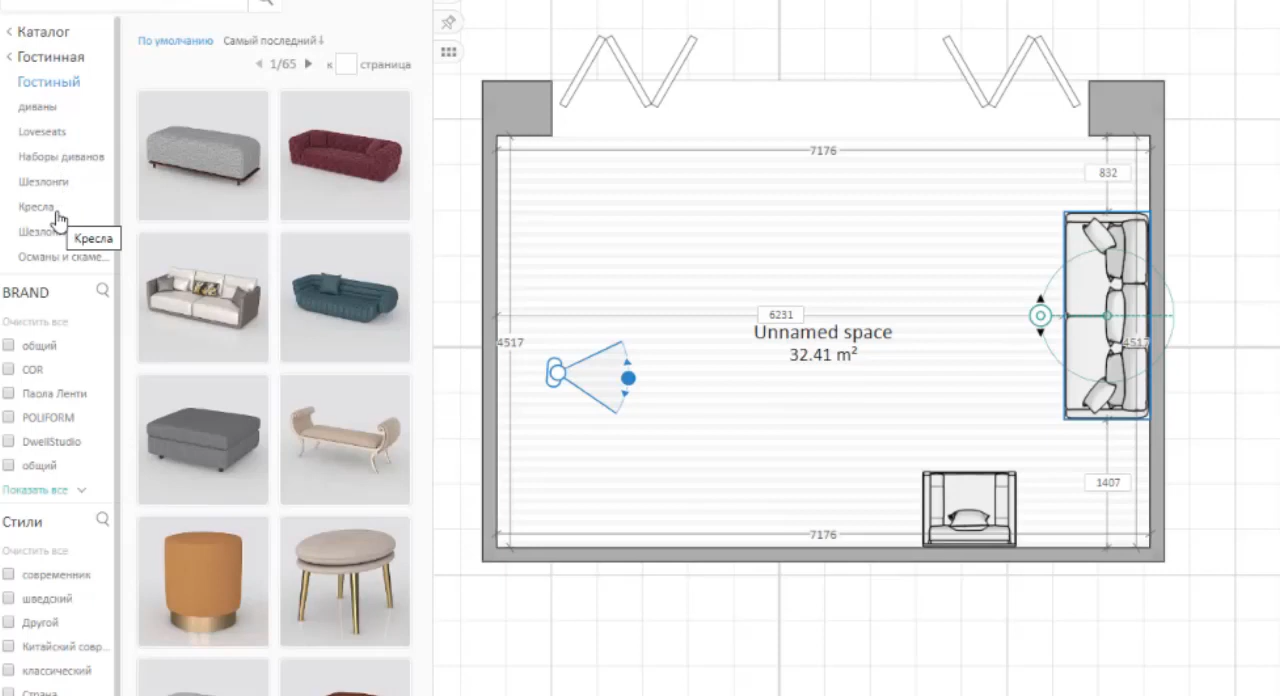 Каталог
Гостинная
Гостиный
диваны
Loveseats
Наборы диванов
Шезлонги
Кресла
Кресла
Османы и скаме...
BRAND
Очистить все
общий
COR
Паола Ленти
POLIFORM
DwellStudio
общий
Показать все
Стили
Очистить все
современник
шведский
Другой
Китайский совр...
классический
Страна
По умолчанию Самый последний
1/65 к страница
7176
832
6231
Unnamed space
32.41 m²
4517
4517
1407
7176